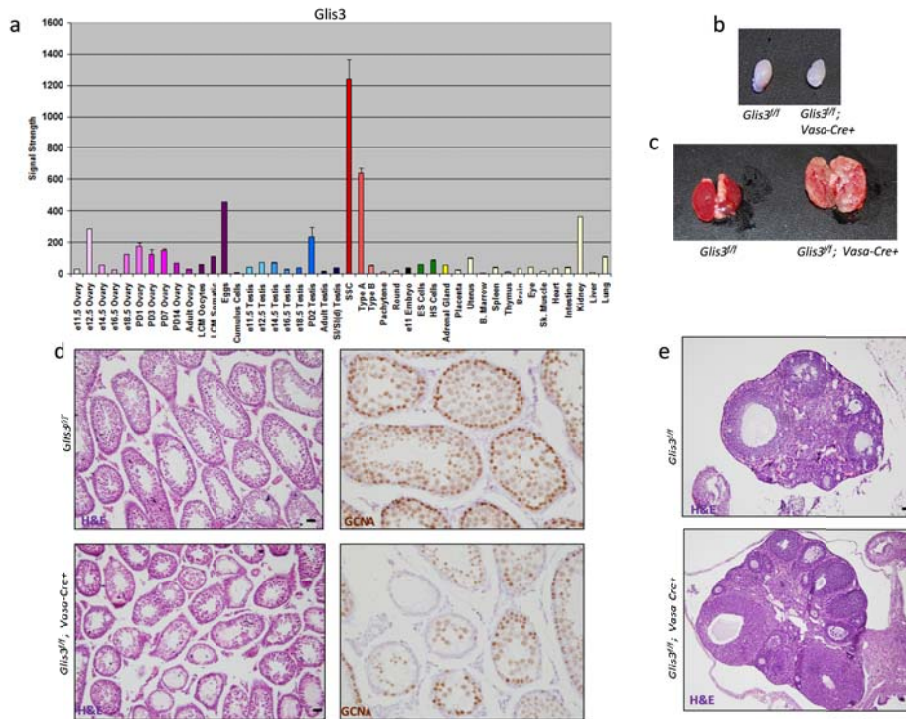 a
Glis3
1600
1400
1200
1000
800
600
400
200
0
Signal Strength
e11.5 Ovary
e12.5 Ovary
e14.5 Ovary
e16.5 Ovary
e18.5 Ovary
PD1 Ovary
PD3 Ovary
PD7 Ovary
PD14 Ovary
Adult Ovary
LCM Oocytes
LCM Somatic
Eggs
Cumulus Cells
e11.5 Testis
e12.5 Testis
e14.5 Testis
e16.5 Testis
e18.5 Testis
PD2 Testis
Adult Testis
Sl/Sl(d) Testis
SSC
Type A
Type B
Pachytene
Round
e11 Embryo
ES Cells
HS Cells
Adrenal Gland
Placenta
Uterus
B. Marrow
Spleen
Thymus
Brain
Eye
Sk. Muscle
Heart
Intestine
Kidney
Liver
Lung
b
Glis3f/f
Glis3f/f;
Vasa-Cre+
c
Glis3f/f
Glis3f/f; Vasa-Cre+
d
Glis3f/f
H&E
GCNA
Glis3f/f; Vasa-Cre+
H&E
GCNA
e
Glis3f/f
H&E
Glis3f/f; Vasa-Cre+
H&E